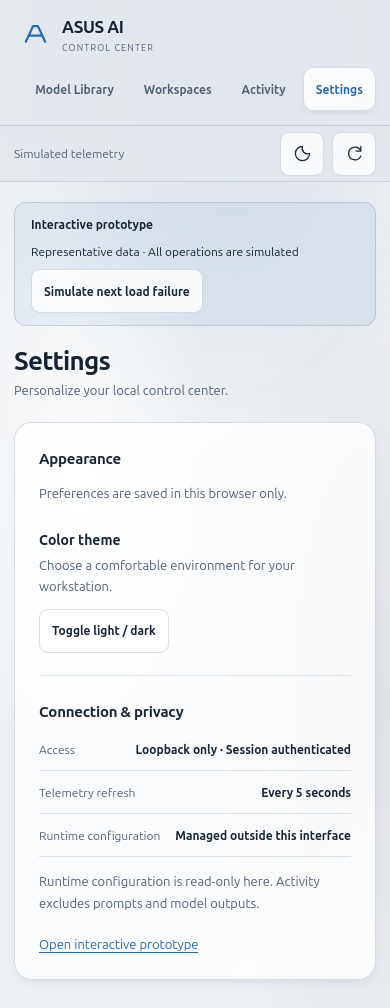 ASUS AI
CONTROL CENTER
Model Library Workspaces Activity Settings
Simulated telemetry
Interactive prototype
Representative data · All operations are simulated
Simulate next load failure
Settings
Personalize your local control center.
Appearance
Preferences are saved in this browser only.
Color theme
Choose a comfortable environment for your
workstation.
Toggle light / dark
Connection & privacy
Access Loopback only · Session authenticated
Telemetry refresh Every 5 seconds
Runtime configuration Managed outside this interface
Runtime configuration is read-only here. Activity
excludes prompts and model outputs.
Open interactive prototype